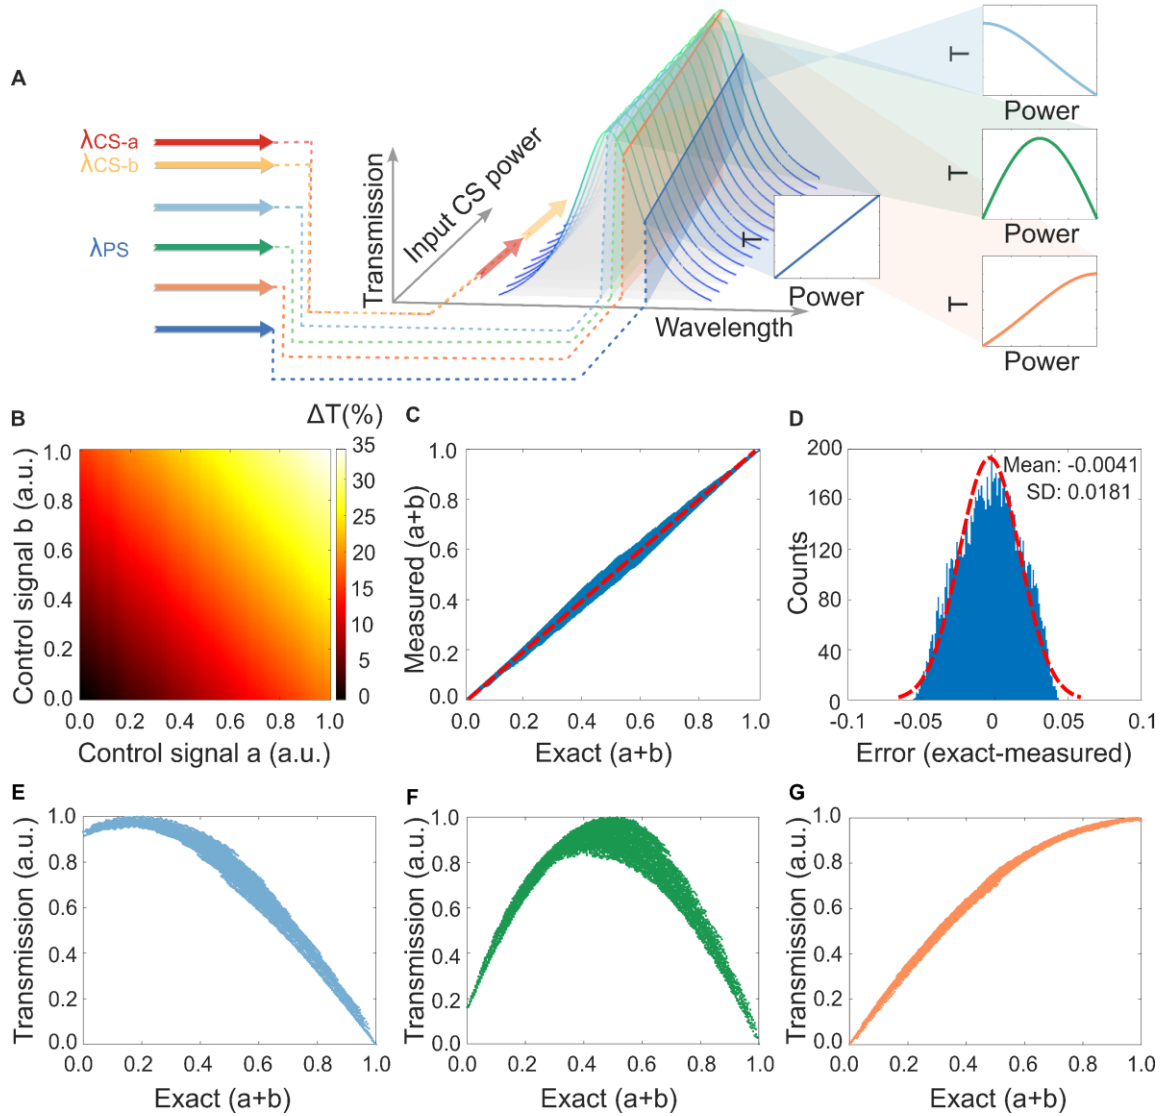 A
λCS-a
λCS-b
λPS
Transmission
Input CS power
Wavelength
T
Power
T
Power
T
Power
T
Power
B
ΔT(%)
Control signal b (a.u.)
1.0
0.8
0.6
0.4
0.2
0.0
0.0 0.2 0.4 0.6 0.8 1.0
Control signal a (a.u.)
35
30
25
20
15
10
5
0
C
Measured (a+b)
1.0
0.8
0.6
0.4
0.2
0.0
0.0 0.2 0.4 0.6 0.8 1.0
Exact (a+b)
D
Mean: -0.0041
SD: 0.0181
Counts
200
160
120
80
40
0
-0.1 -0.05 0 0.05 0.1
Error (exact-measured)
E
Transmission (a.u.)
1.0
0.8
0.6
0.4
0.2
0.0
0.0 0.2 0.4 0.6 0.8 1.0
Exact (a+b)
F
Transmission (a.u.)
1.0
0.8
0.6
0.4
0.2
0.0
0.0 0.2 0.4 0.6 0.8 1.0
Exact (a+b)
G
Transmission (a.u.)
1.0
0.8
0.6
0.4
0.2
0.0
0.0 0.2 0.4 0.6 0.8 1.0
Exact (a+b)